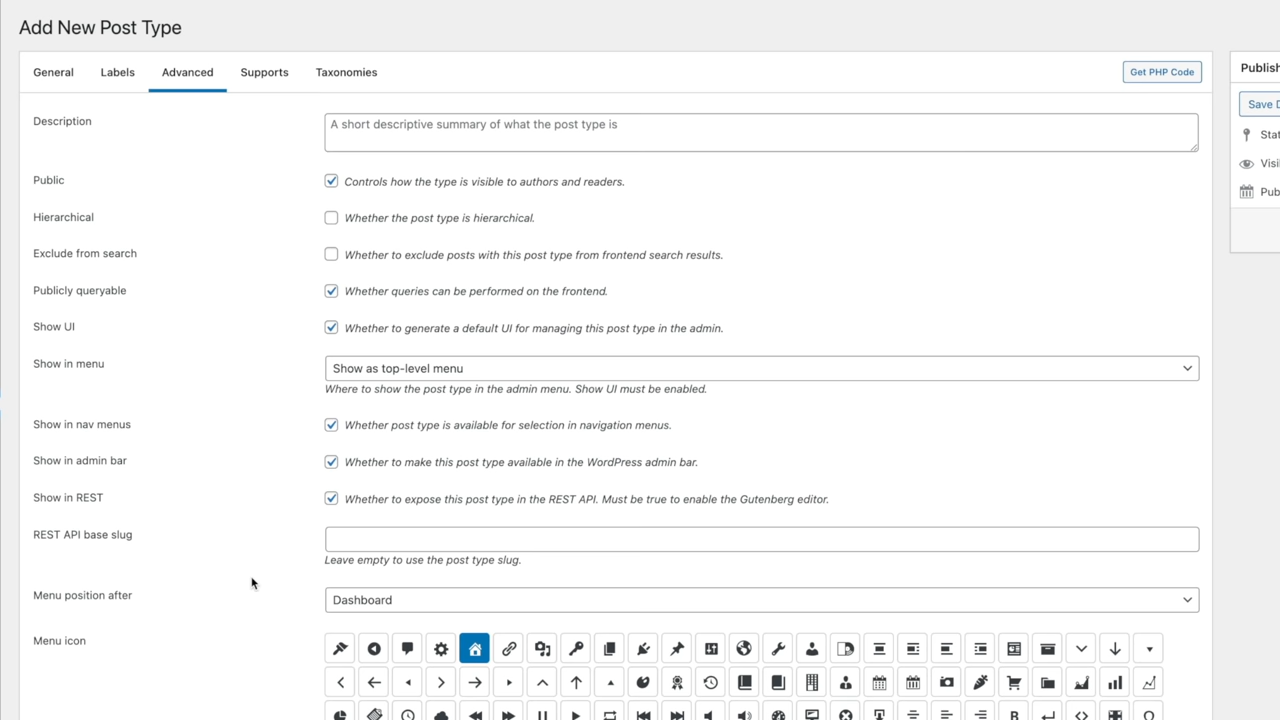 Add New Post Type
General Labels Advanced Supports Taxonomies Get PHP Code
Publish
Description
A short descriptive summary of what the post type is
Save
Public
Controls how the type is visible to authors and readers.
Hierarchical
Whether the post type is hierarchical.
Exclude from search
Whether to exclude posts with this post type from frontend search results.
Publicly queryable
Whether queries can be performed on the frontend.
Show UI
Whether to generate a default UI for managing this post type in the admin.
Show in menu
Show as top-level menu
Where to show the post type in the admin menu. Show UI must be enabled.
Show in nav menus
Whether post type is available for selection in navigation menus.
Show in admin bar
Whether to make this post type available in the WordPress admin bar.
Show in REST
Whether to expose this post type in the REST API. Must be true to enable the Gutenberg editor.
REST API base slug
Leave empty to use the post type slug.
Menu position after
Dashboard
Menu icon